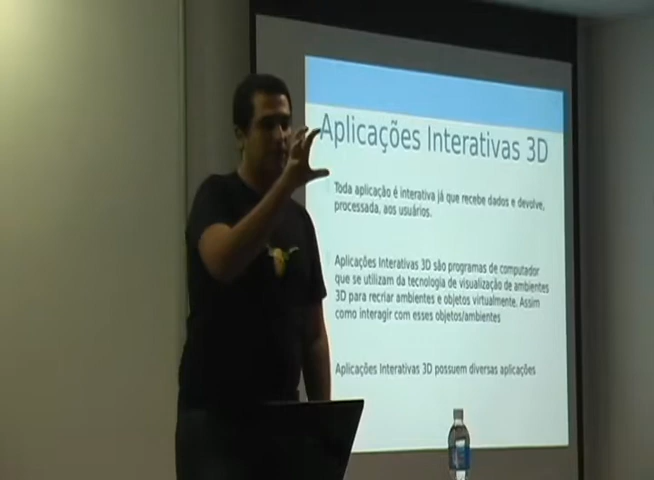 Aplicações Interativas 3D
Toda aplicação é interativa já que recebe dados e devolve,
processada, aos usuários.
Aplicações Interativas 3D são programas de computador
que se utilizam da tecnologia de visualização de ambientes
3D para recriar ambientes e objetos virtualmente. Assim
como interagir com esses objetos/ambientes
Aplicações Interativas 3D possuem diversas aplicações